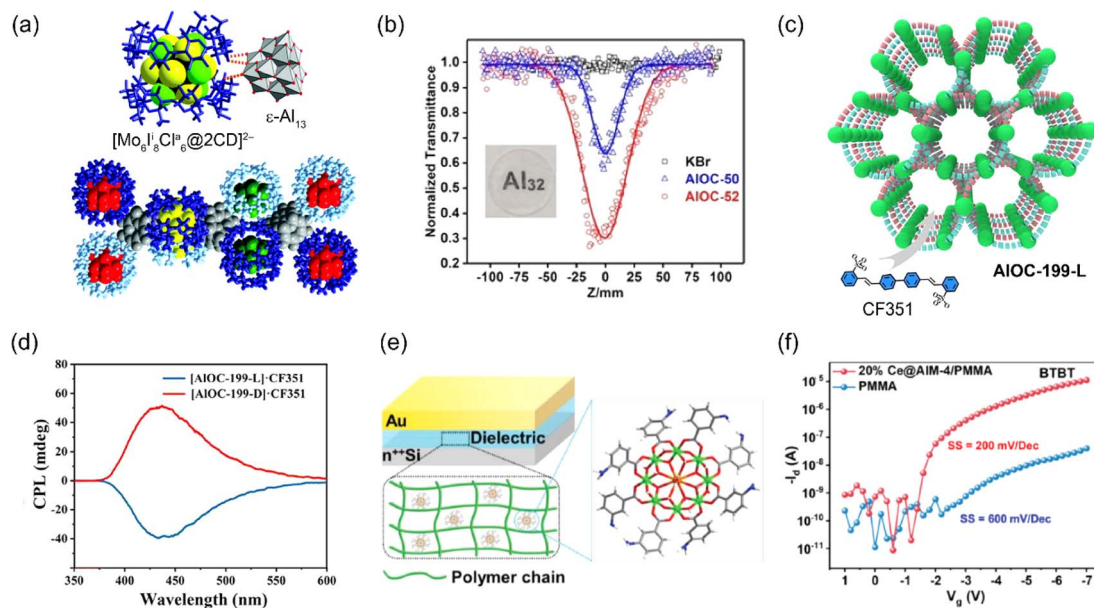 (a)
ε-Al₁₃
[Mo₆Iⁱ₈Clᵃ₆@2CD]²⁻
(b)
Normalized Transmittance
1.0
0.9
0.8
0.7
0.6
0.5
0.4
0.3
0.2
Al₃₂
KBr
AlOC-50
AlOC-52
-100 -75 -50 -25 0 25 50 75 100
Z/mm
(c)
AlOC-199-L
CF351
(d)
CPL (mdeg)
80
60
40
20
0
-20
-40
[AlOC-199-L]·CF351
[AlOC-199-D]·CF351
350 400 450 500 550 600
Wavelength (nm)
(e)
Au
Dielectric
n⁺⁺Si
Polymer chain
(f)
-I_d (A)
10⁻⁴
10⁻⁵
10⁻⁶
10⁻⁷
10⁻⁸
10⁻⁹
10⁻¹⁰
10⁻¹¹
20% Ce@AlM-4/PMMA
BTBT
PMMA
SS = 200 mV/Dec
SS = 600 mV/Dec
1 0 -1 -2 -3 -4 -5 -6 -7
V_g (V)